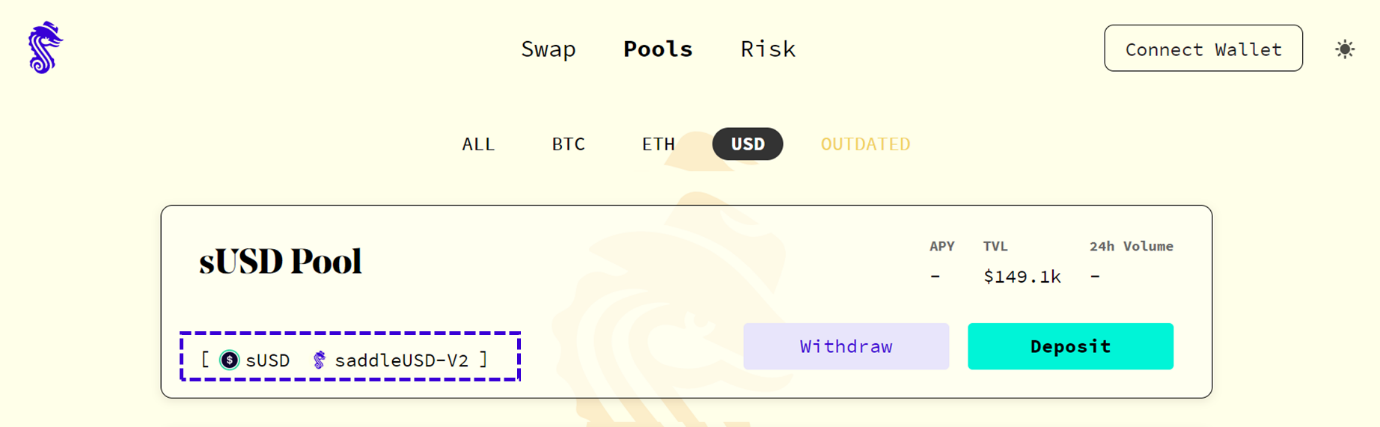 Swap Pools Risk Connect Wallet
ALL BTC ETH USD OUTDATED
sUSD Pool
APY TVL 24h Volume
- $149.1k -
[ $ sUSD saddleUSD-V2 ]
Withdraw Deposit